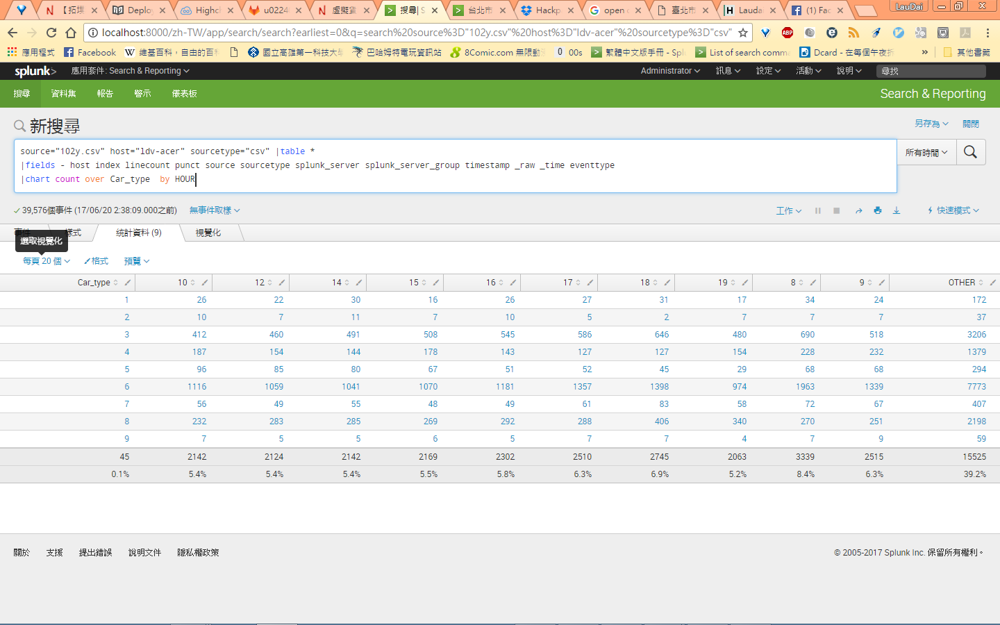 【拓墣
Deploy
Highch
u0224
虛擬貨
搜尋| S
台北市
Hackp
open
臺北市
Lauda
(1) Fac
LauDai
localhost:8000/zh-TW/app/search/search?earliest=0&q=search%20source%3D"102y.csv"%20host%3D"ldv-acer"%20sourcetype%3D"csv"
應用程式 Facebook 維基百科，自由的百科 國立高雄第一科技大學 巴哈姆特電玩資訊站 8Comic.com 無限動 00s 繁體中文版手冊 - Spl List of search comma Dcard - 在每個午夜折 » 其他書籤
splunk> 應用套件: Search & Reporting Administrator 訊息 設定 活動 說明 尋找
搜尋 資料集 報告 警示 儀表板 Search & Reporting
新搜尋 另存為 關閉
source="102y.csv" host="ldv-acer" sourcetype="csv" |table *
|fields - host index linecount punct source sourcetype splunk_server splunk_server_group timestamp _raw _time eventtype
|chart count over Car_type by HOUR
所有時間
39,576個事件 (17/06/20 2:38:09.000之前) 無事件取樣 工作 快速模式
事件 樣式 統計資料 (9) 視覺化
選取視覺化
每頁 20 個 格式 預覽
Car_type 10 12 14 15 16 17 18 19 8 9 OTHER
1 26 22 30 16 26 27 31 17 34 24 172
2 10 7 11 7 10 5 2 7 7 7 37
3 412 460 491 508 545 586 646 480 690 518 3206
4 187 154 144 178 143 127 127 154 228 232 1379
5 96 85 80 67 51 52 45 29 68 68 294
6 1116 1059 1041 1070 1181 1357 1398 974 1963 1339 7773
7 56 49 55 48 49 61 83 58 72 67 407
8 232 283 285 269 292 288 406 340 270 251 2198
9 7 5 5 6 5 7 7 4 7 9 59
45 2142 2124 2142 2169 2302 2510 2745 2063 3339 2515 15525
0.1% 5.4% 5.4% 5.4% 5.5% 5.8% 6.3% 6.9% 5.2% 8.4% 6.3% 39.2%
關於 支援 提出錯誤 說明文件 隱私權政策 © 2005-2017 Splunk Inc. 保留所有權利。